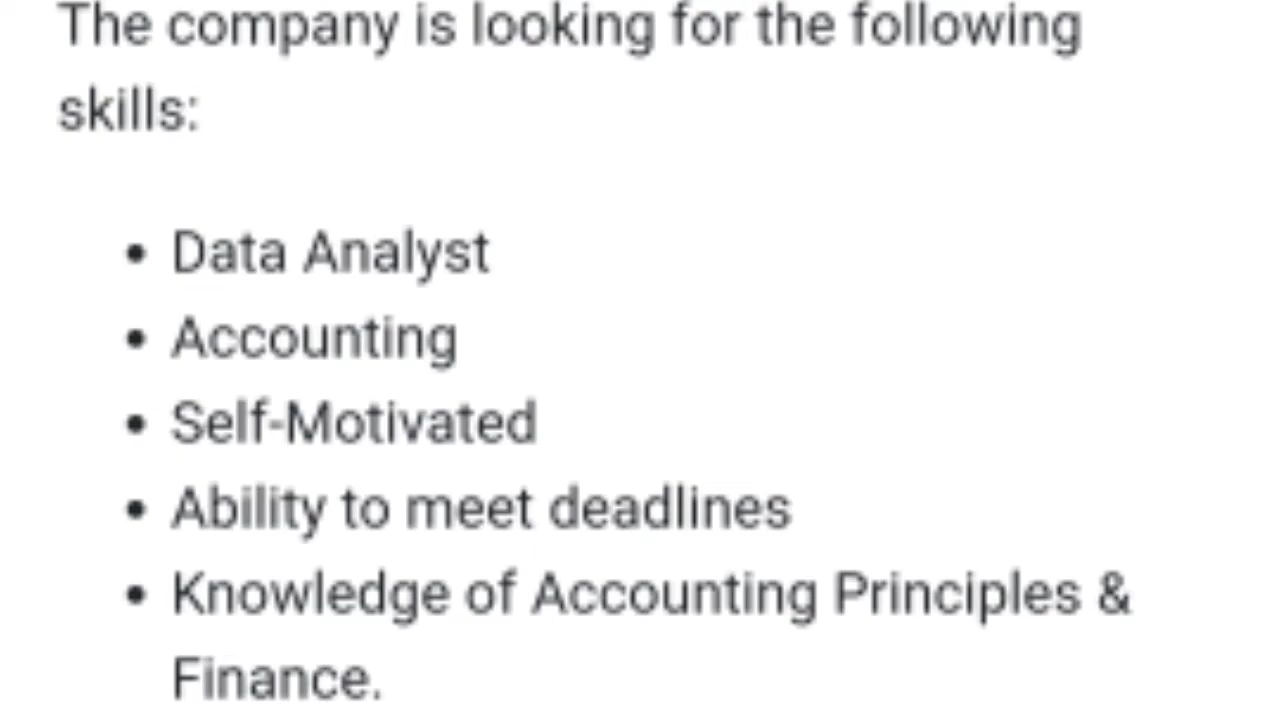 The company is looking for the following
skills:
• Data Analyst
• Accounting
• Self-Motivated
• Ability to meet deadlines
• Knowledge of Accounting Principles &
Finance.